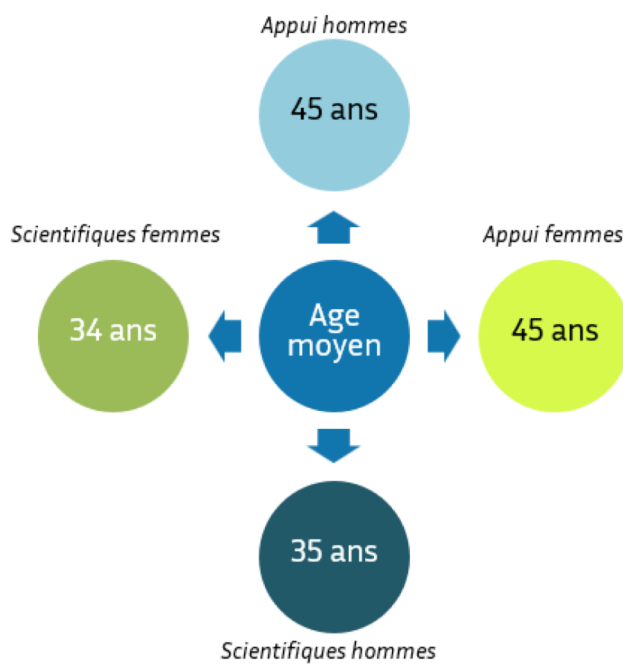 Appui hommes
45 ans
Scientifiques femmes
Appui femmes
34 ans
Age
moyen
45 ans
35 ans
Scientifiques hommes